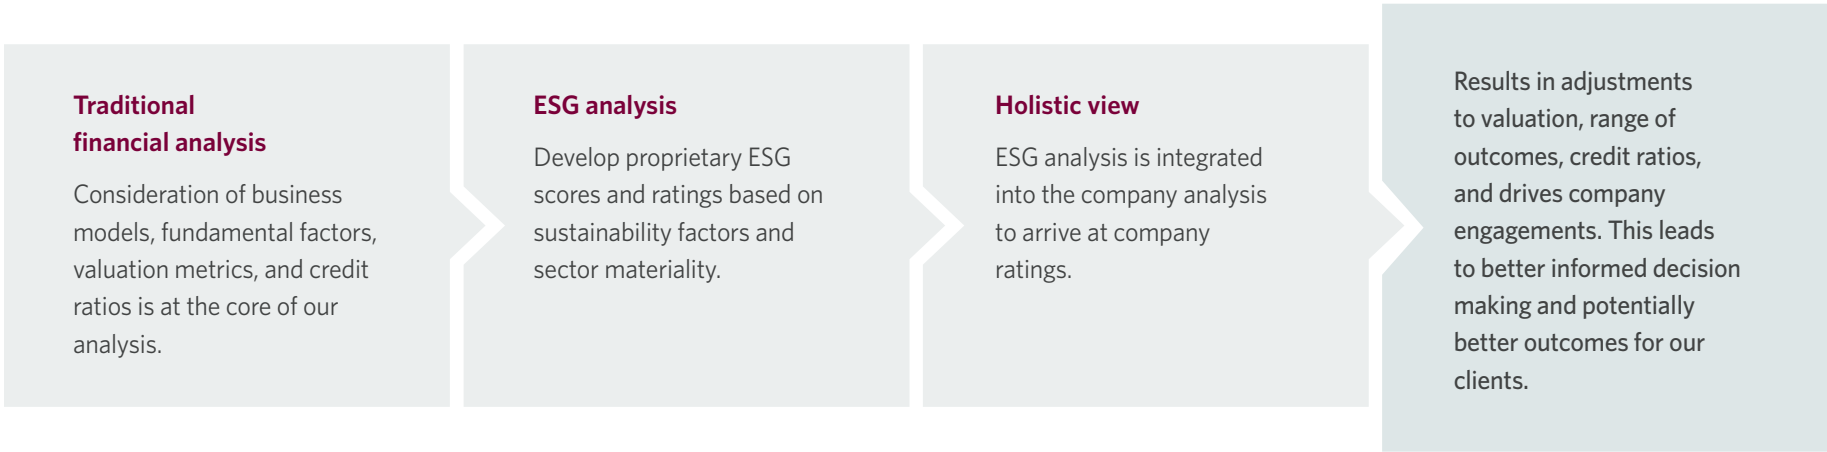 Traditional
financial analysis
Consideration of business
models, fundamental factors,
valuation metrics, and credit
ratios is at the core of our
analysis.
ESG analysis
Develop proprietary ESG
scores and ratings based on
sustainability factors and
sector materiality.
Holistic view
ESG analysis is integrated
into the company analysis
to arrive at company
ratings.
Results in adjustments
to valuation, range of
outcomes, credit ratios,
and drives company
engagements. This leads
to better informed decision
making and potentially
better outcomes for our
clients.